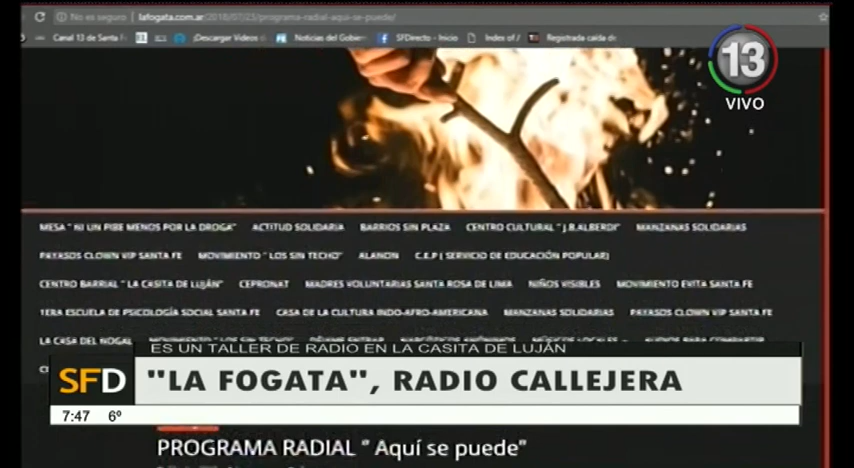 No es seguro | lafogata.com.ar/2018/07/25/programa-radial-aqui-se-puede/
Canal 13 de Santa F ¡Descargar Videos d Noticias del Gobier SFDirecto - Inicio Index of / Registrada caída de
13
VIVO
MESA " NI UN PIBE MENOS POR LA DROGA" ACTITUD SOLIDARIA BARRIOS SIN PLAZA CENTRO CULTURAL " J.B.ALBERDI" MANZANAS SOLIDARIAS
PAYASOS CLOWN VIP SANTA FE MOVIMIENTO " LOS SIN TECHO" ALANON C.E.P ( SERVICIO DE EDUCACIÓN POPULAR)
CENTRO BARRIAL " LA CASITA DE LUJÁN" CEPRONAT MADRES VOLUNTARIAS SANTA ROSA DE LIMA NIÑOS VISIBLES MOVIMIENTO EVITA SANTA FE
1ERA ESCUELA DE PSICOLOGÍA SOCIAL SANTA FE CASA DE LA CULTURA INDO-AFRO-AMERICANA MANZANAS SOLIDARIAS PAYASOS CLOWN VIP SANTA FE
LA CASA DEL NOGAL MOVIMIENTO " LOS SIN TECHO"
ES UN TALLER DE RADIO EN LA CASITA DE LUJÁN
SFD "LA FOGATA", RADIO CALLEJERA
7:47 6º
PROGRAMA RADIAL " Aquí se puede"